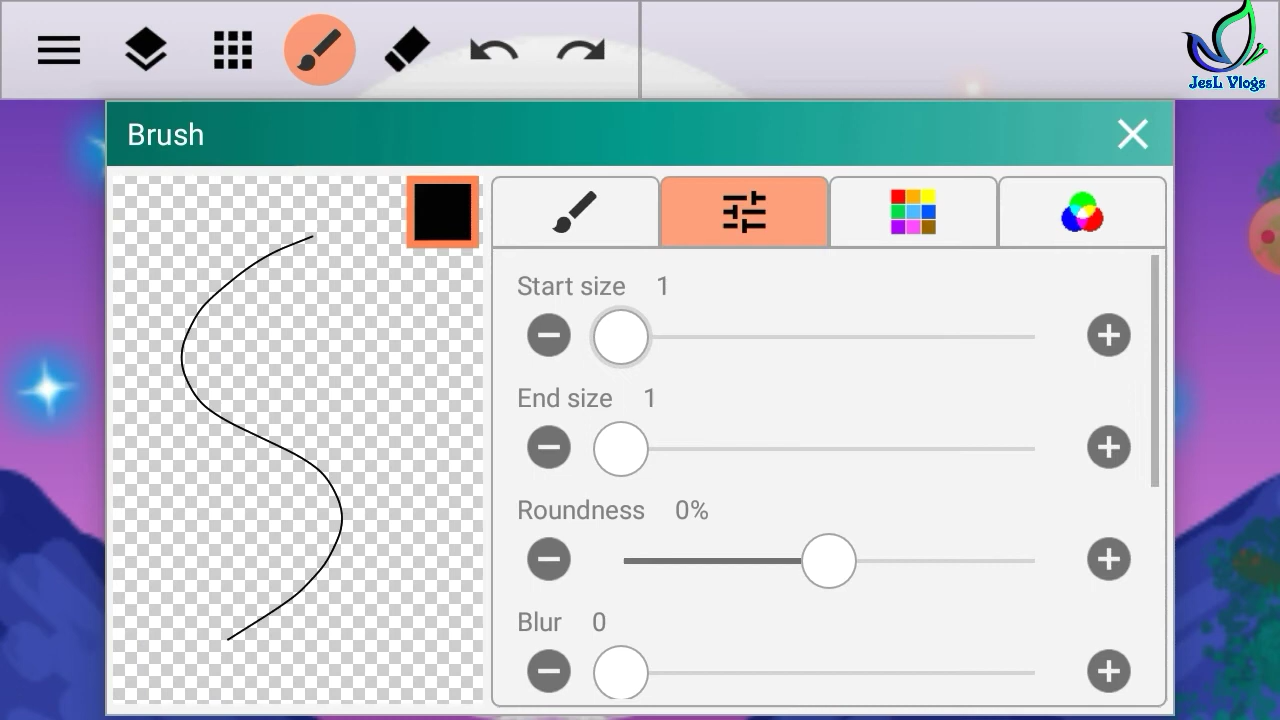 JesL Vlogs
Brush
Start size 1
End size 1
Roundness 0%
Blur 0